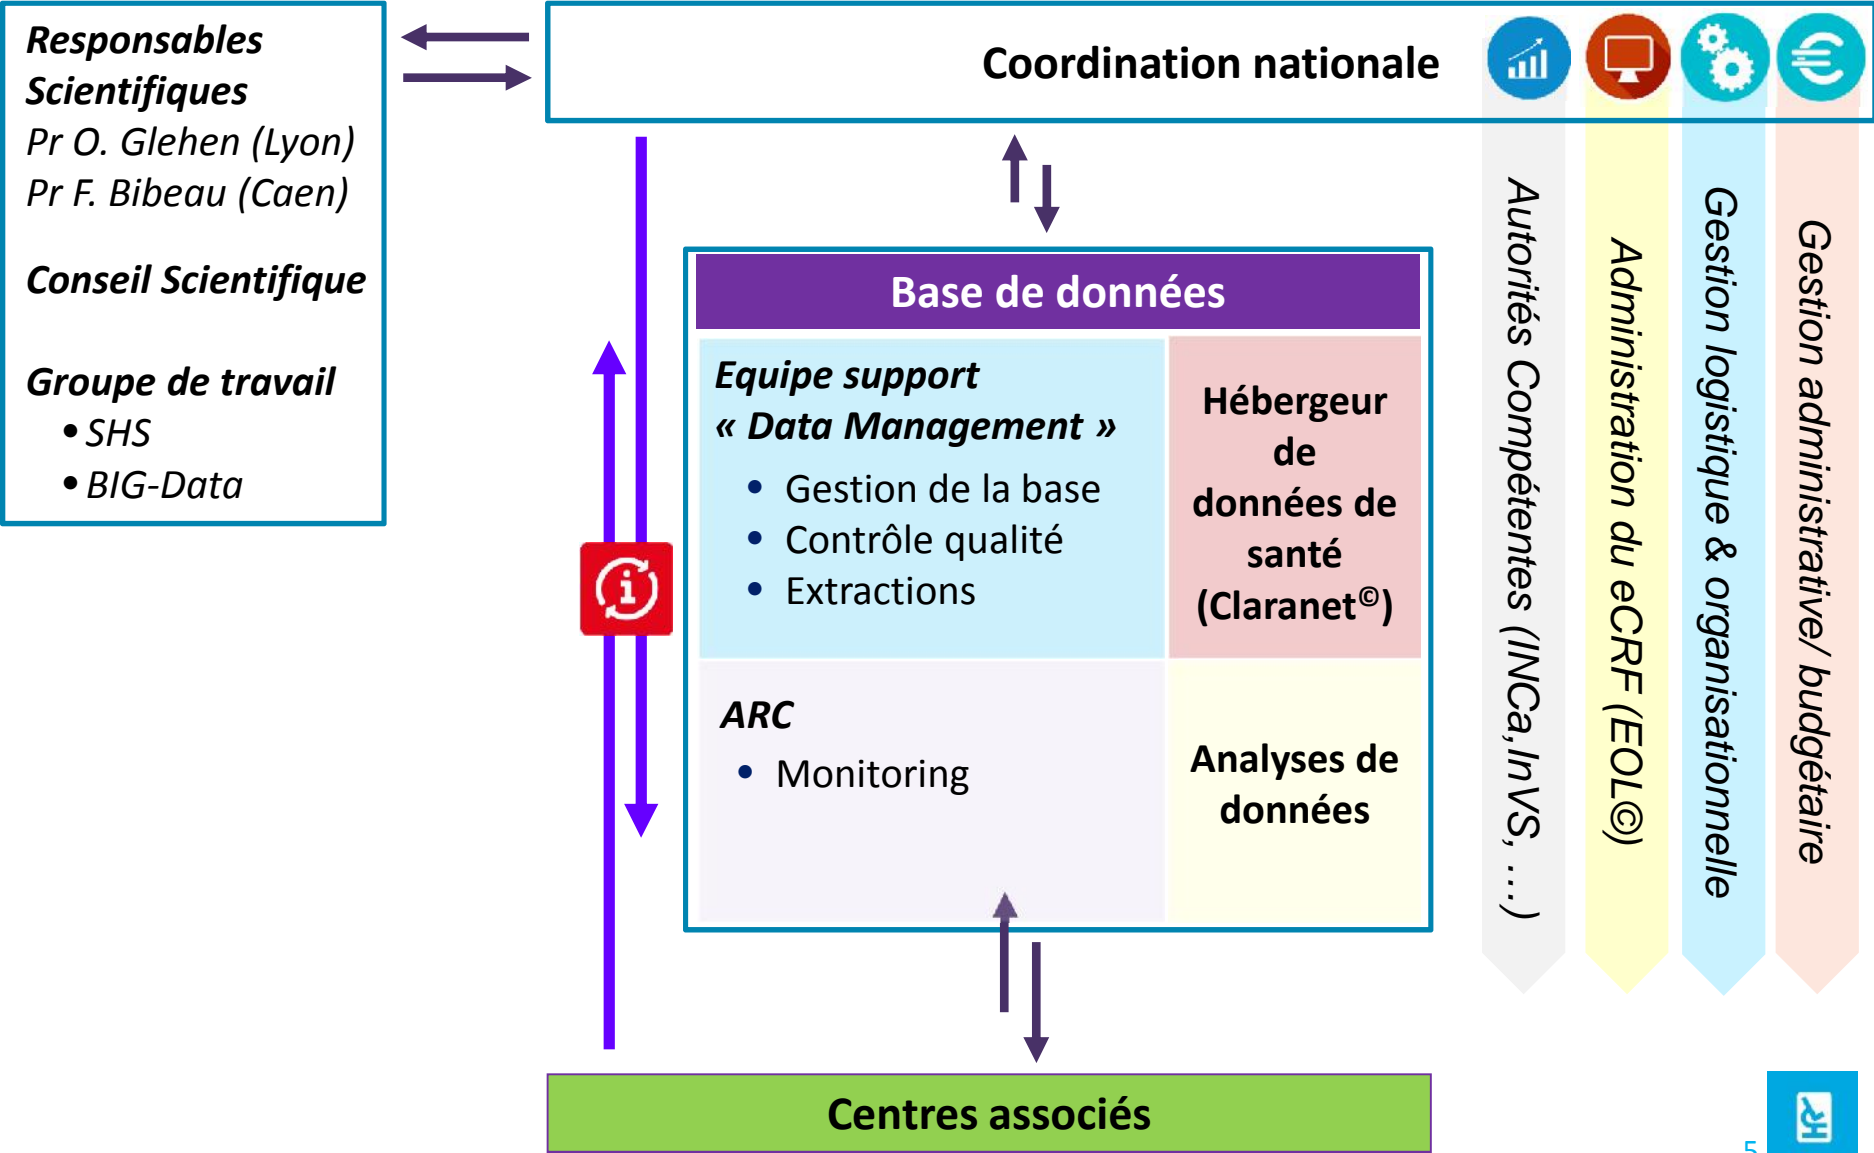 Responsables
Scientifiques
Pr O. Glehen (Lyon)
Pr F. Bibeau (Caen)
Conseil Scientifique
Groupe de travail
• SHS
• BIG-Data
Coordination nationale
Base de données
Equipe support
« Data Management »
• Gestion de la base
• Contrôle qualité
• Extractions
Hébergeur
de
données de
santé
(Claranet©)
ARC
• Monitoring
Analyses de
données
Centres associés
Autorités Compétentes (INCa,InVS, …)
Administration du eCRF (EOL©)
Gestion logistique & organisationnelle
Gestion administrative/ budgétaire
5